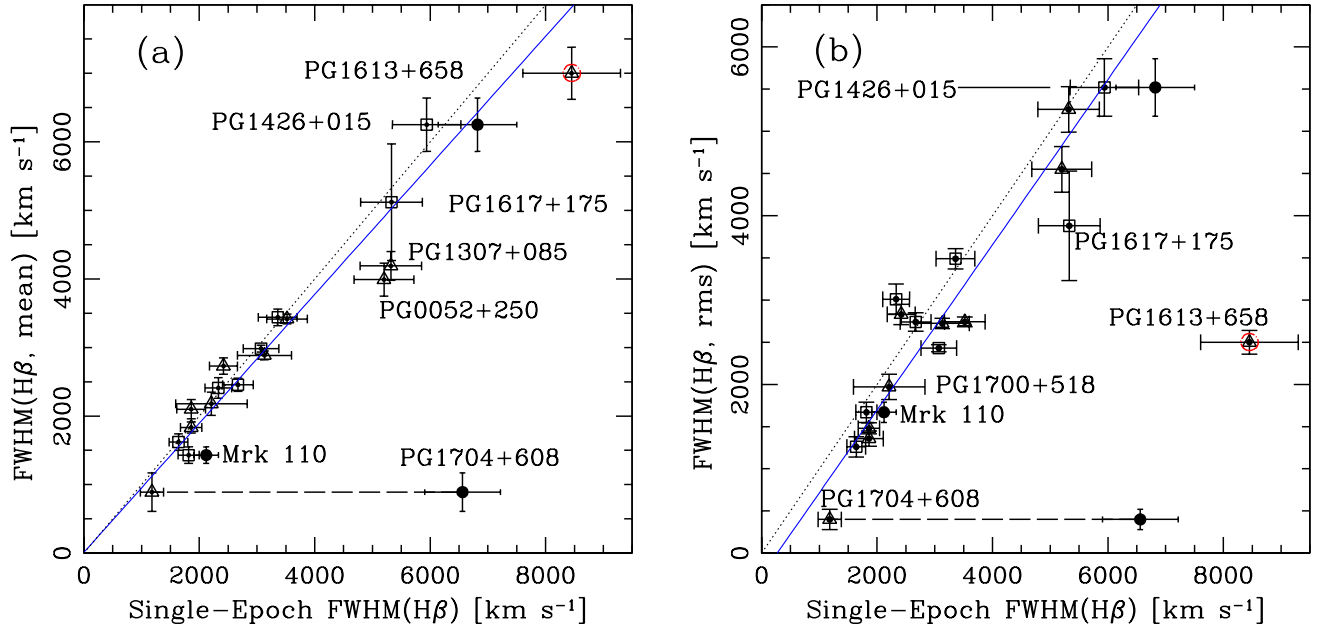 (a)
PG1613+658
PG1426+015
PG1617+175
PG1307+085
PG0052+250
Mrk 110
PG1704+608
FWHM(Hβ, mean) [km s⁻¹]
6000
4000
2000
0
0 2000 4000 6000 8000
Single−Epoch FWHM(Hβ) [km s⁻¹]
(b)
PG1426+015
PG1617+175
PG1613+658
PG1700+518
Mrk 110
PG1704+608
FWHM(Hβ, rms) [km s⁻¹]
6000
4000
2000
0
0 2000 4000 6000 8000
Single−Epoch FWHM(Hβ) [km s⁻¹]